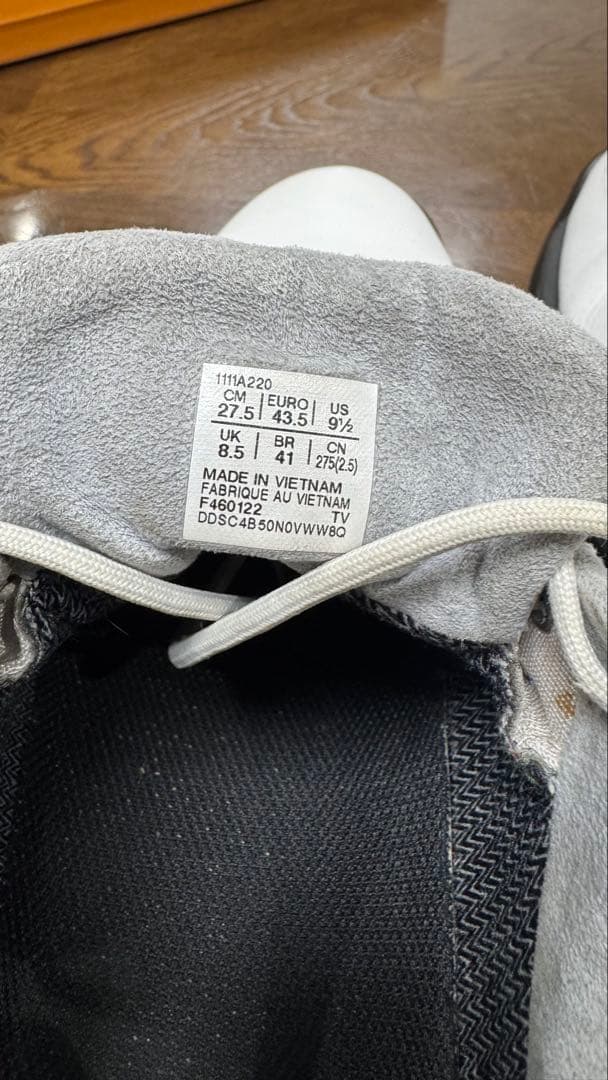 1111A220
CM | EURO | US
27.5 | 43.5 | 9½
UK | BR | CN
8.5 | 41 | 275(2.5)
MADE IN VIETNAM
FABRIQUE AU VIETNAM
F460122 TV
DDSC4B50N0VWW8Q